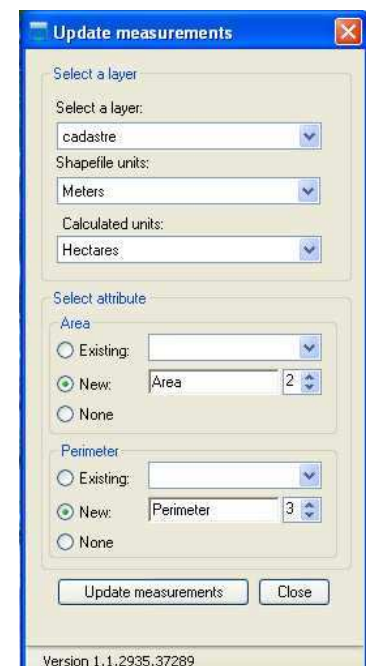 Update measurements
Select a layer
Select a layer:
cadastre
Shapefile units:
Meters
Calculated units:
Hectares
Select attribute
Area
Existing:
New: Area 2
None
Perimeter
Existing:
New: Perimeter 3
None
Update measurements Close
Version 1.1.2935.37289